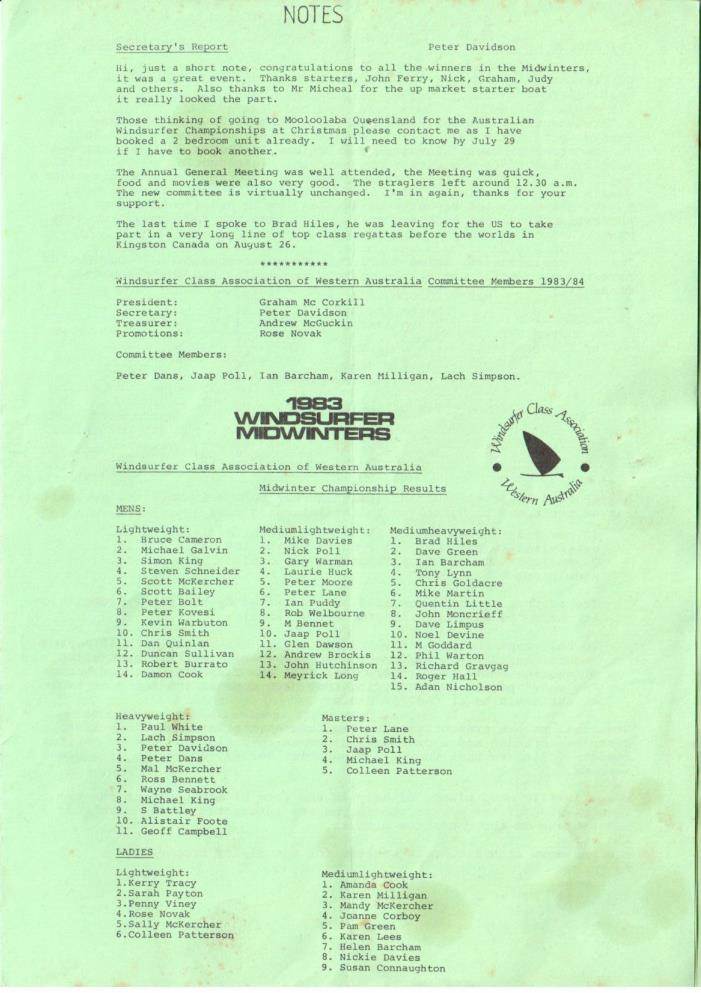 NOTES
Secretary's Report Peter Davidson
Hi, just a short note, congratulations to all the winners in the Midwinters,
it was a great event. Thanks starters, John Ferry, Nick, Graham, Judy
and others. Also thanks to Mr Micheal for the up market starter boat
it really looked the part.
Those thinking of going to Mooloolaba Queensland for the Australian
Windsurfer Championships at Christmas please contact me as I have
booked a 2 bedroom unit already. I will need to know by July 29
if I have to book another.
The Annual General Meeting was well attended, the Meeting was quick,
food and movies were also very good. The straglers left around 12.30 a.m.
The new committee is virtually unchanged. I'm in again, thanks for your
support.
The last time I spoke to Brad Hiles, he was leaving for the US to take
part in a very long line of top class regattas before the worlds in
Kingston Canada on August 26.
***********
Windsurfer Class Association of Western Australia Committee Members 1983/84
President: Graham Mc Corkill
Secretary: Peter Davidson
Treasurer: Andrew McGuckin
Promotions: Rose Novak
Committee Members:
Peter Dans, Jaap Poll, Ian Barcham, Karen Milligan, Lach Simpson.
1983
WINDSURFER
MIDWINTERS
Windsurfer Class Association
Western Australia
Windsurfer Class Association of Western Australia
Midwinter Championship Results
MENS:
Lightweight:
1. Bruce Cameron
2. Michael Galvin
3. Simon King
4. Steven Schneider
5. Scott McKercher
6. Scott Bailey
7. Peter Bolt
8. Peter Kovesi
9. Kevin Warbuton
10. Chris Smith
11. Dan Quinlan
12. Duncan Sullivan
13. Robert Burrato
14. Damon Cook
Mediumlightweight:
1. Mike Davies
2. Nick Poll
3. Gary Warman
4. Laurie Huck
5. Peter Moore
6. Peter Lane
7. Ian Puddy
8. Rob Welbourne
9. M Bennet
10. Jaap Poll
11. Glen Dawson
12. Andrew Brockis
13. John Hutchinson
14. Meyrick Long
Mediumheavyweight:
1. Brad Hiles
2. Dave Green
3. Ian Barcham
4. Tony Lynn
5. Chris Goldacre
6. Mike Martin
7. Quentin Little
8. John Moncrieff
9. Dave Limpus
10. Noel Devine
11. M Goddard
12. Phil Warton
13. Richard Gravgag
14. Roger Hall
15. Adan Nicholson
Heavyweight:
1. Paul White
2. Lach Simpson
3. Peter Davidson
4. Peter Dans
5. Mal McKercher
6. Ross Bennett
7. Wayne Seabrook
8. Michael King
9. S Battley
10. Alistair Foote
11. Geoff Campbell
Masters:
1. Peter Lane
2. Chris Smith
3. Jaap Poll
4. Michael King
5. Colleen Patterson
LADIES
Lightweight:
1.Kerry Tracy
2.Sarah Payton
3.Penny Viney
4.Rose Novak
5.Sally McKercher
6.Colleen Patterson
Mediumlightweight:
1. Amanda Cook
2. Karen Milligan
3. Mandy McKercher
4. Joanne Corboy
5. Pam Green
6. Karen Lees
7. Helen Barcham
8. Nickie Davies
9. Susan Connaughton